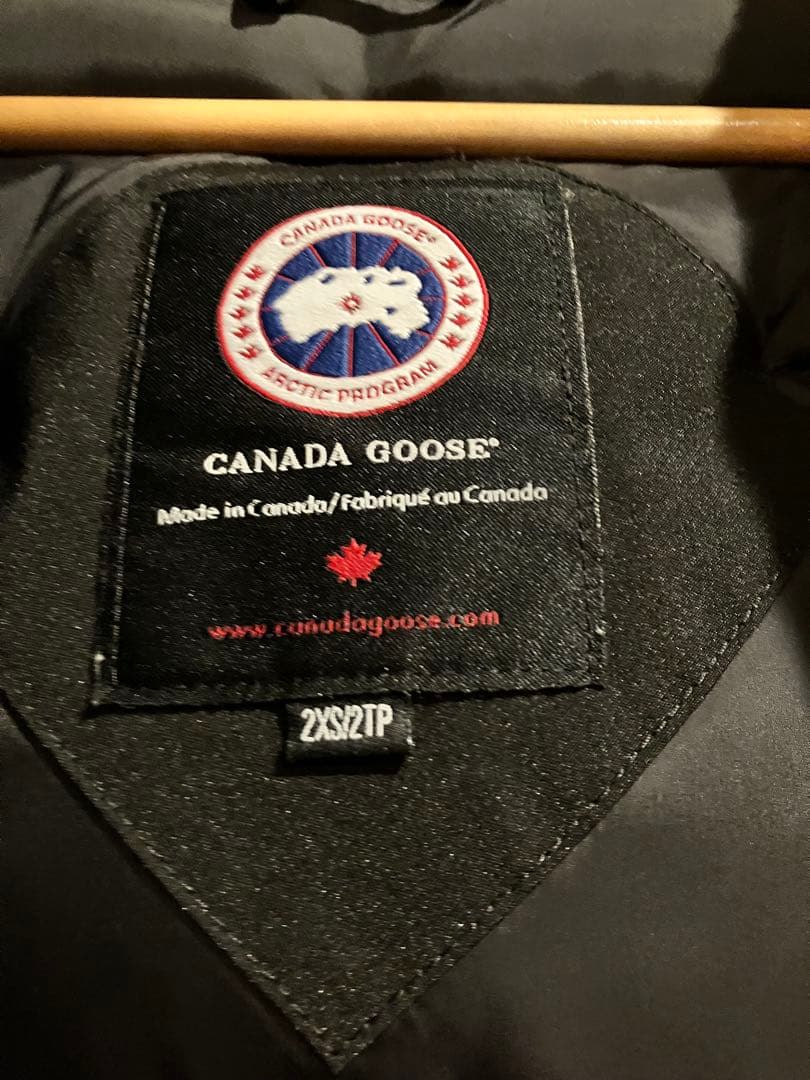 CANADA GOOSE®
ARCTIC PROGRAM
CANADA GOOSE®
Made in Canada/Fabriqué au Canada
www.canadagoose.com
2XS/2TP